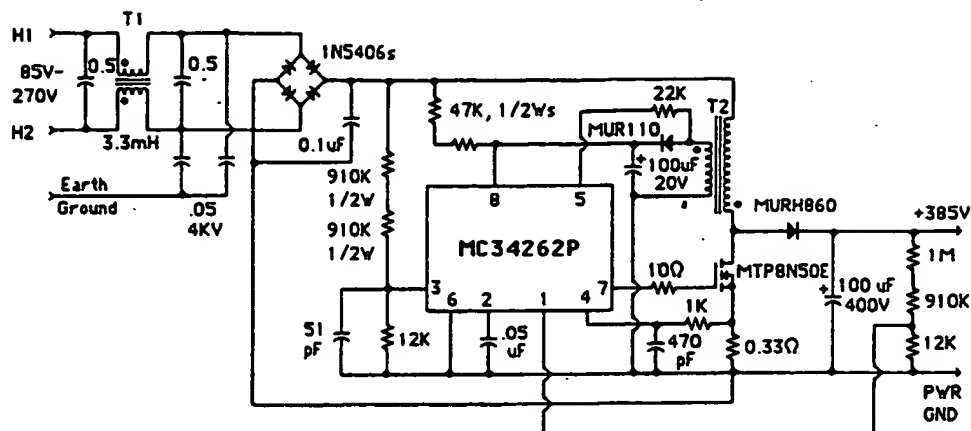 T1
H1
1N5406s
85V-
270V
0.5
0.5
47K, 1/2Ws
22K
T2
H2
MUR110
3.3mH
0.1uF
100uF
20V
+
910K
1/2W
8
5
Earth
Ground
.05
4KV
910K
1/2W
MC34262P
MURH860
+385V
1M
10Ω
MTP8N50E
3
6
2
1
4
7
1K
+
100 uF
400V
910K
51
pF
12K
.05
uF
470
pF
0.33Ω
12K
PWR
GND